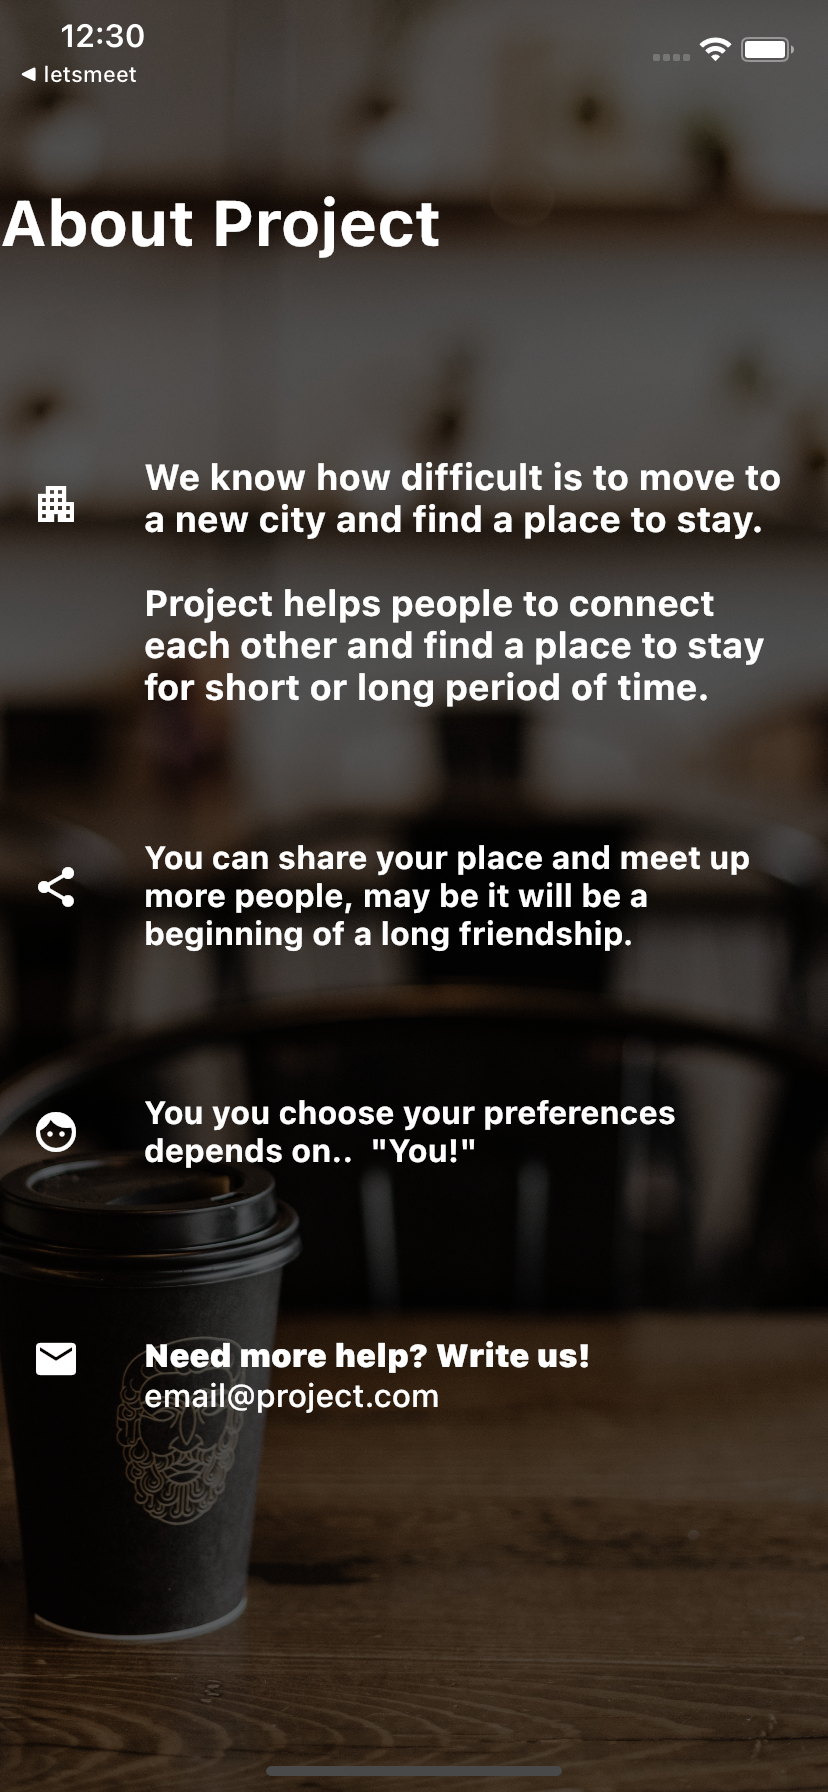 12:30
◀ letsmeet
About Project
We know how difficult is to move to
a new city and find a place to stay.
Project helps people to connect
each other and find a place to stay
for short or long period of time.
You can share your place and meet up
more people, may be it will be a
beginning of a long friendship.
You you choose your preferences
depends on..  "You!"
Need more help? Write us!
email@project.com